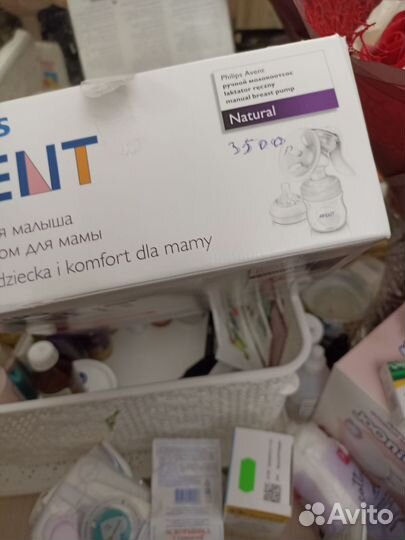 Philips Avent
ручной молокоотсос
laktator ręczny
manual breast pump
Natural
3500
AVENT
S
ENT
я малыша
ом для мамы
dziecka i komfort dla mamy
Avito